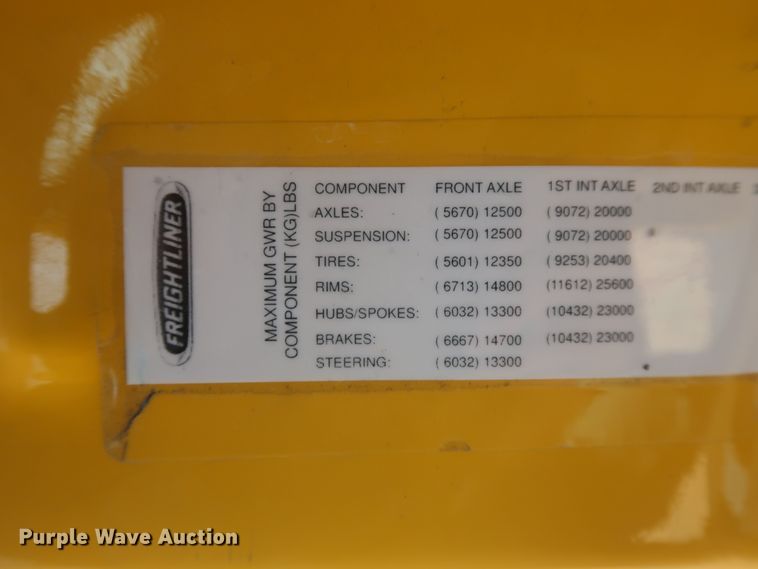 FREIGHTLINER
MAXIMUM GWR BY
COMPONENT (KG)LBS
COMPONENT FRONT AXLE 1ST INT AXLE 2ND INT AXLE
AXLES: ( 5670) 12500 ( 9072) 20000
SUSPENSION: ( 5670) 12500 ( 9072) 20000
TIRES: ( 5601) 12350 ( 9253) 20400
RIMS: ( 6713) 14800 (11612) 25600
HUBS/SPOKES: ( 6032) 13300 (10432) 23000
BRAKES: ( 6667) 14700 (10432) 23000
STEERING: ( 6032) 13300
Purple Wave Auction